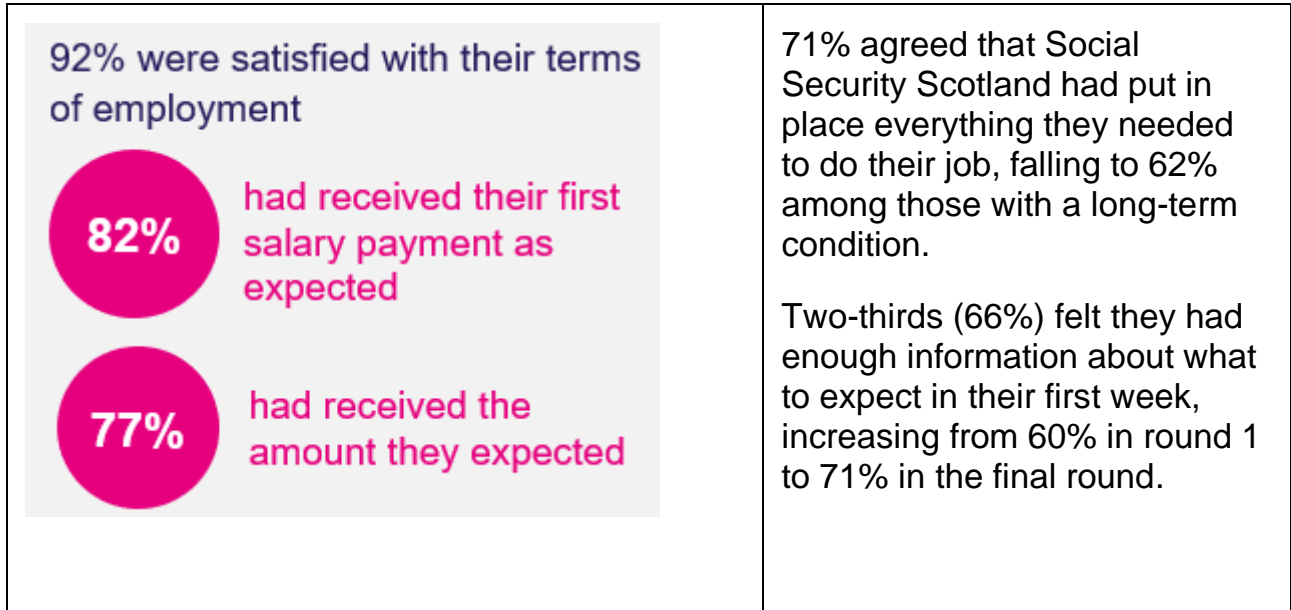 92% were satisfied with their terms
of employment
82%
had received their first
salary payment as
expected
77%
had received the
amount they expected
71% agreed that Social
Security Scotland had put in
place everything they needed
to do their job, falling to 62%
among those with a long-term
condition.
Two-thirds (66%) felt they had
enough information about what
to expect in their first week,
increasing from 60% in round 1
to 71% in the final round.